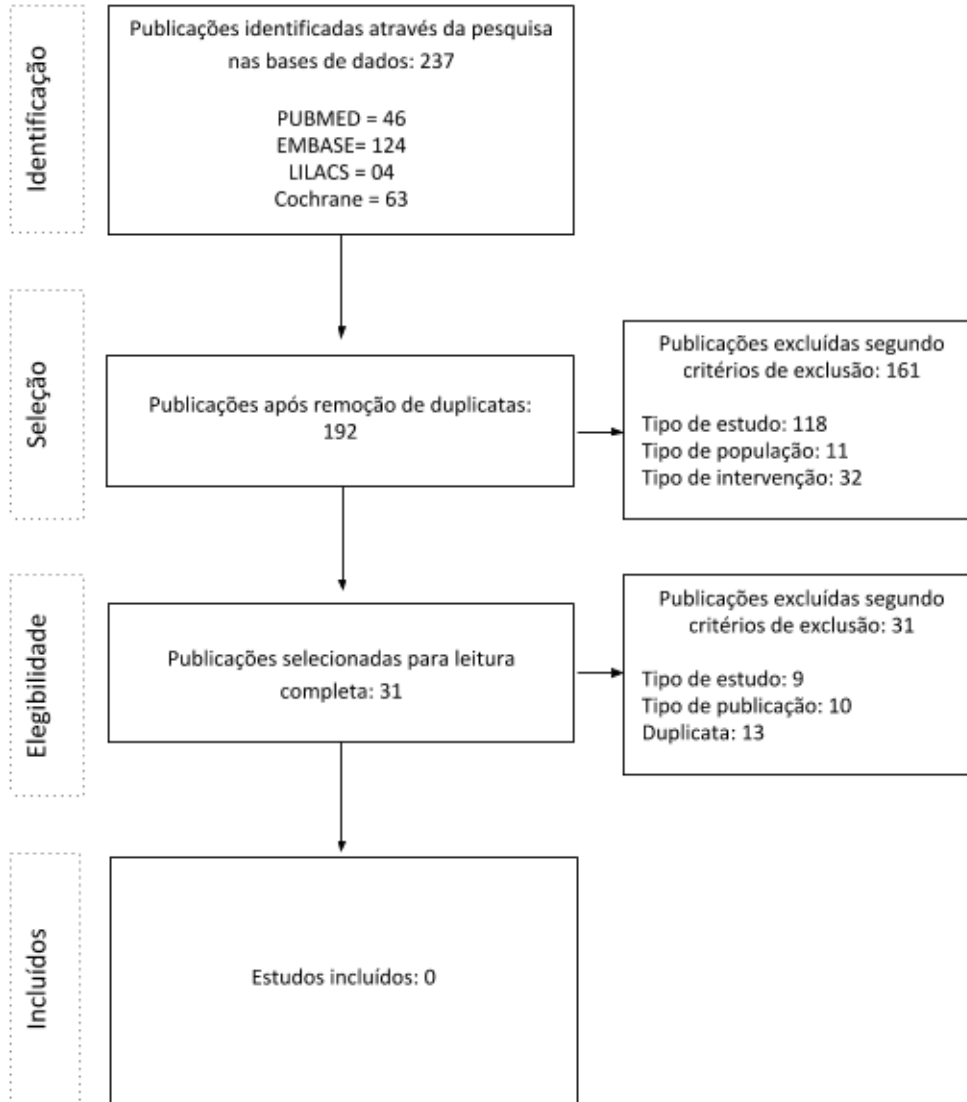 Identificação
Publicações identificadas através da pesquisa
nas bases de dados: 237
PUBMED = 46
EMBASE= 124
LILACS = 04
Cochrane = 63
Seleção
Publicações após remoção de duplicatas:
192
Publicações excluídas segundo
critérios de exclusão: 161
Tipo de estudo: 118
Tipo de população: 11
Tipo de intervenção: 32
Elegibilidade
Publicações selecionadas para leitura
completa: 31
Publicações excluídas segundo
critérios de exclusão: 31
Tipo de estudo: 9
Tipo de publicação: 10
Duplicata: 13
Incluídos
Estudos incluídos: 0